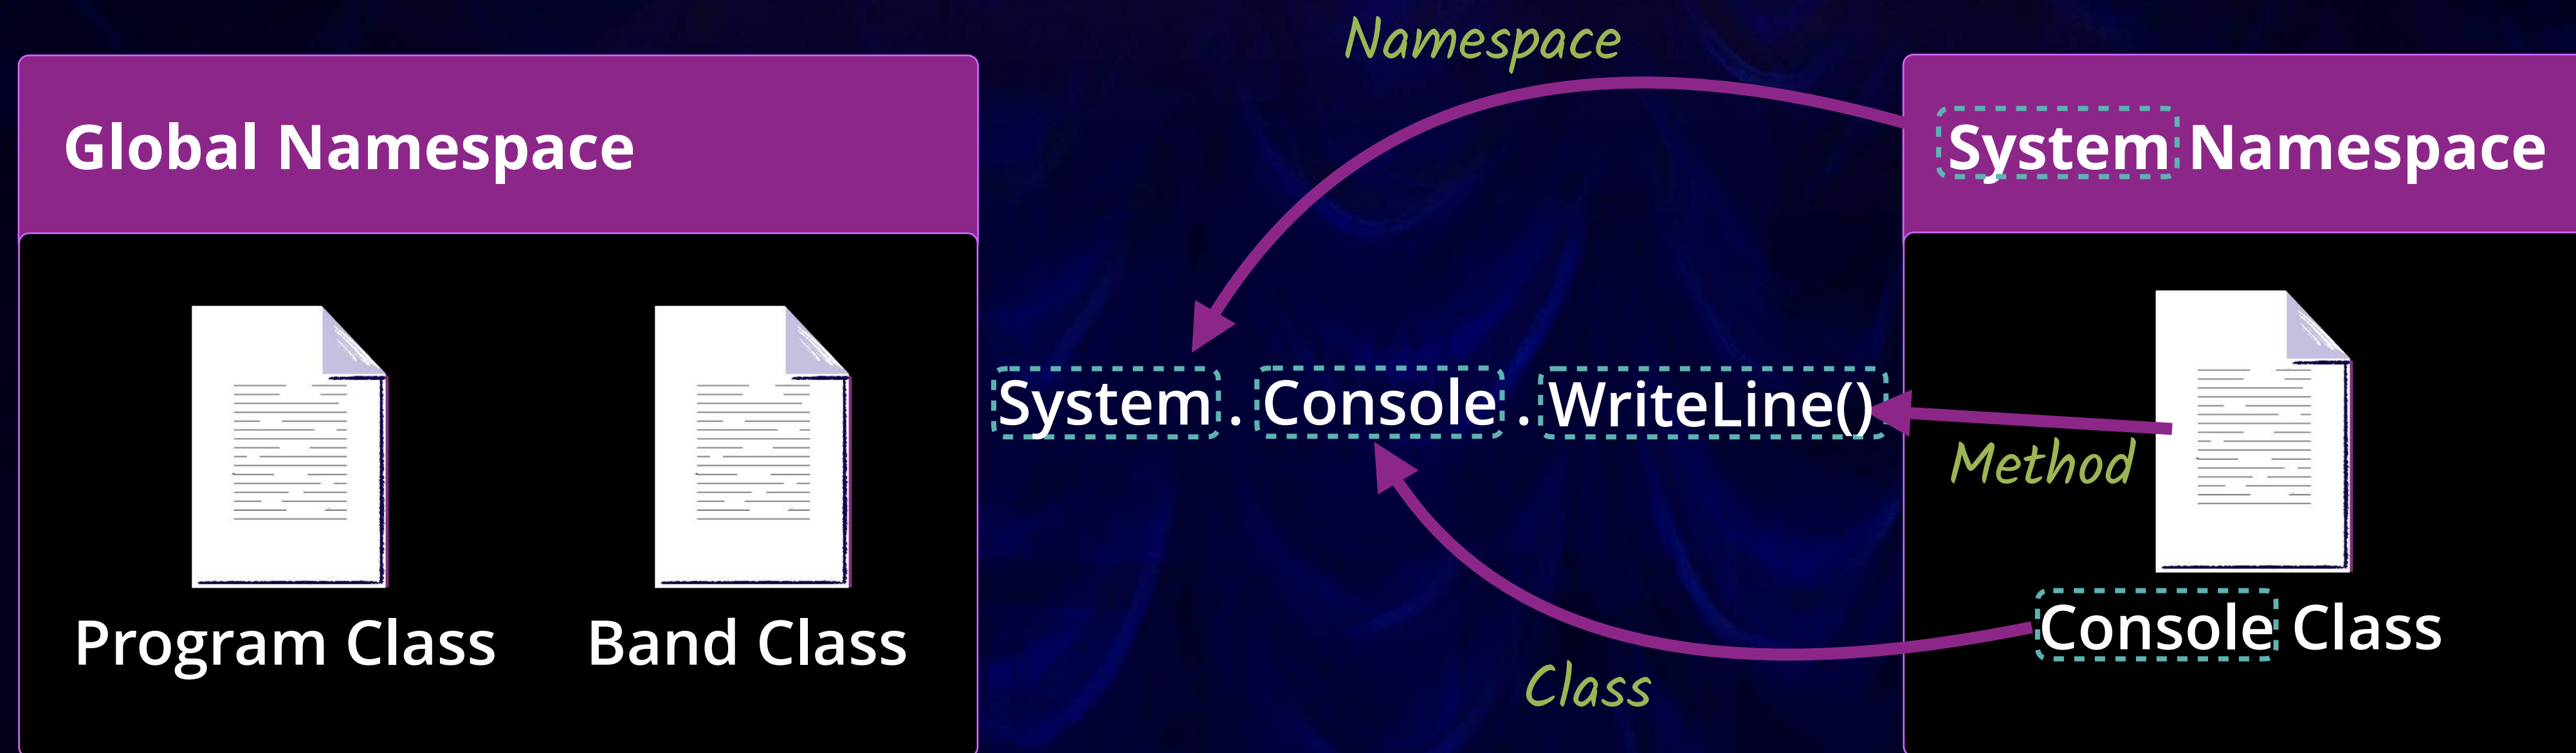 Namespace
Global Namespace
System Namespace
System . Console . WriteLine()
Method
Program Class
Band Class
Console Class
Class